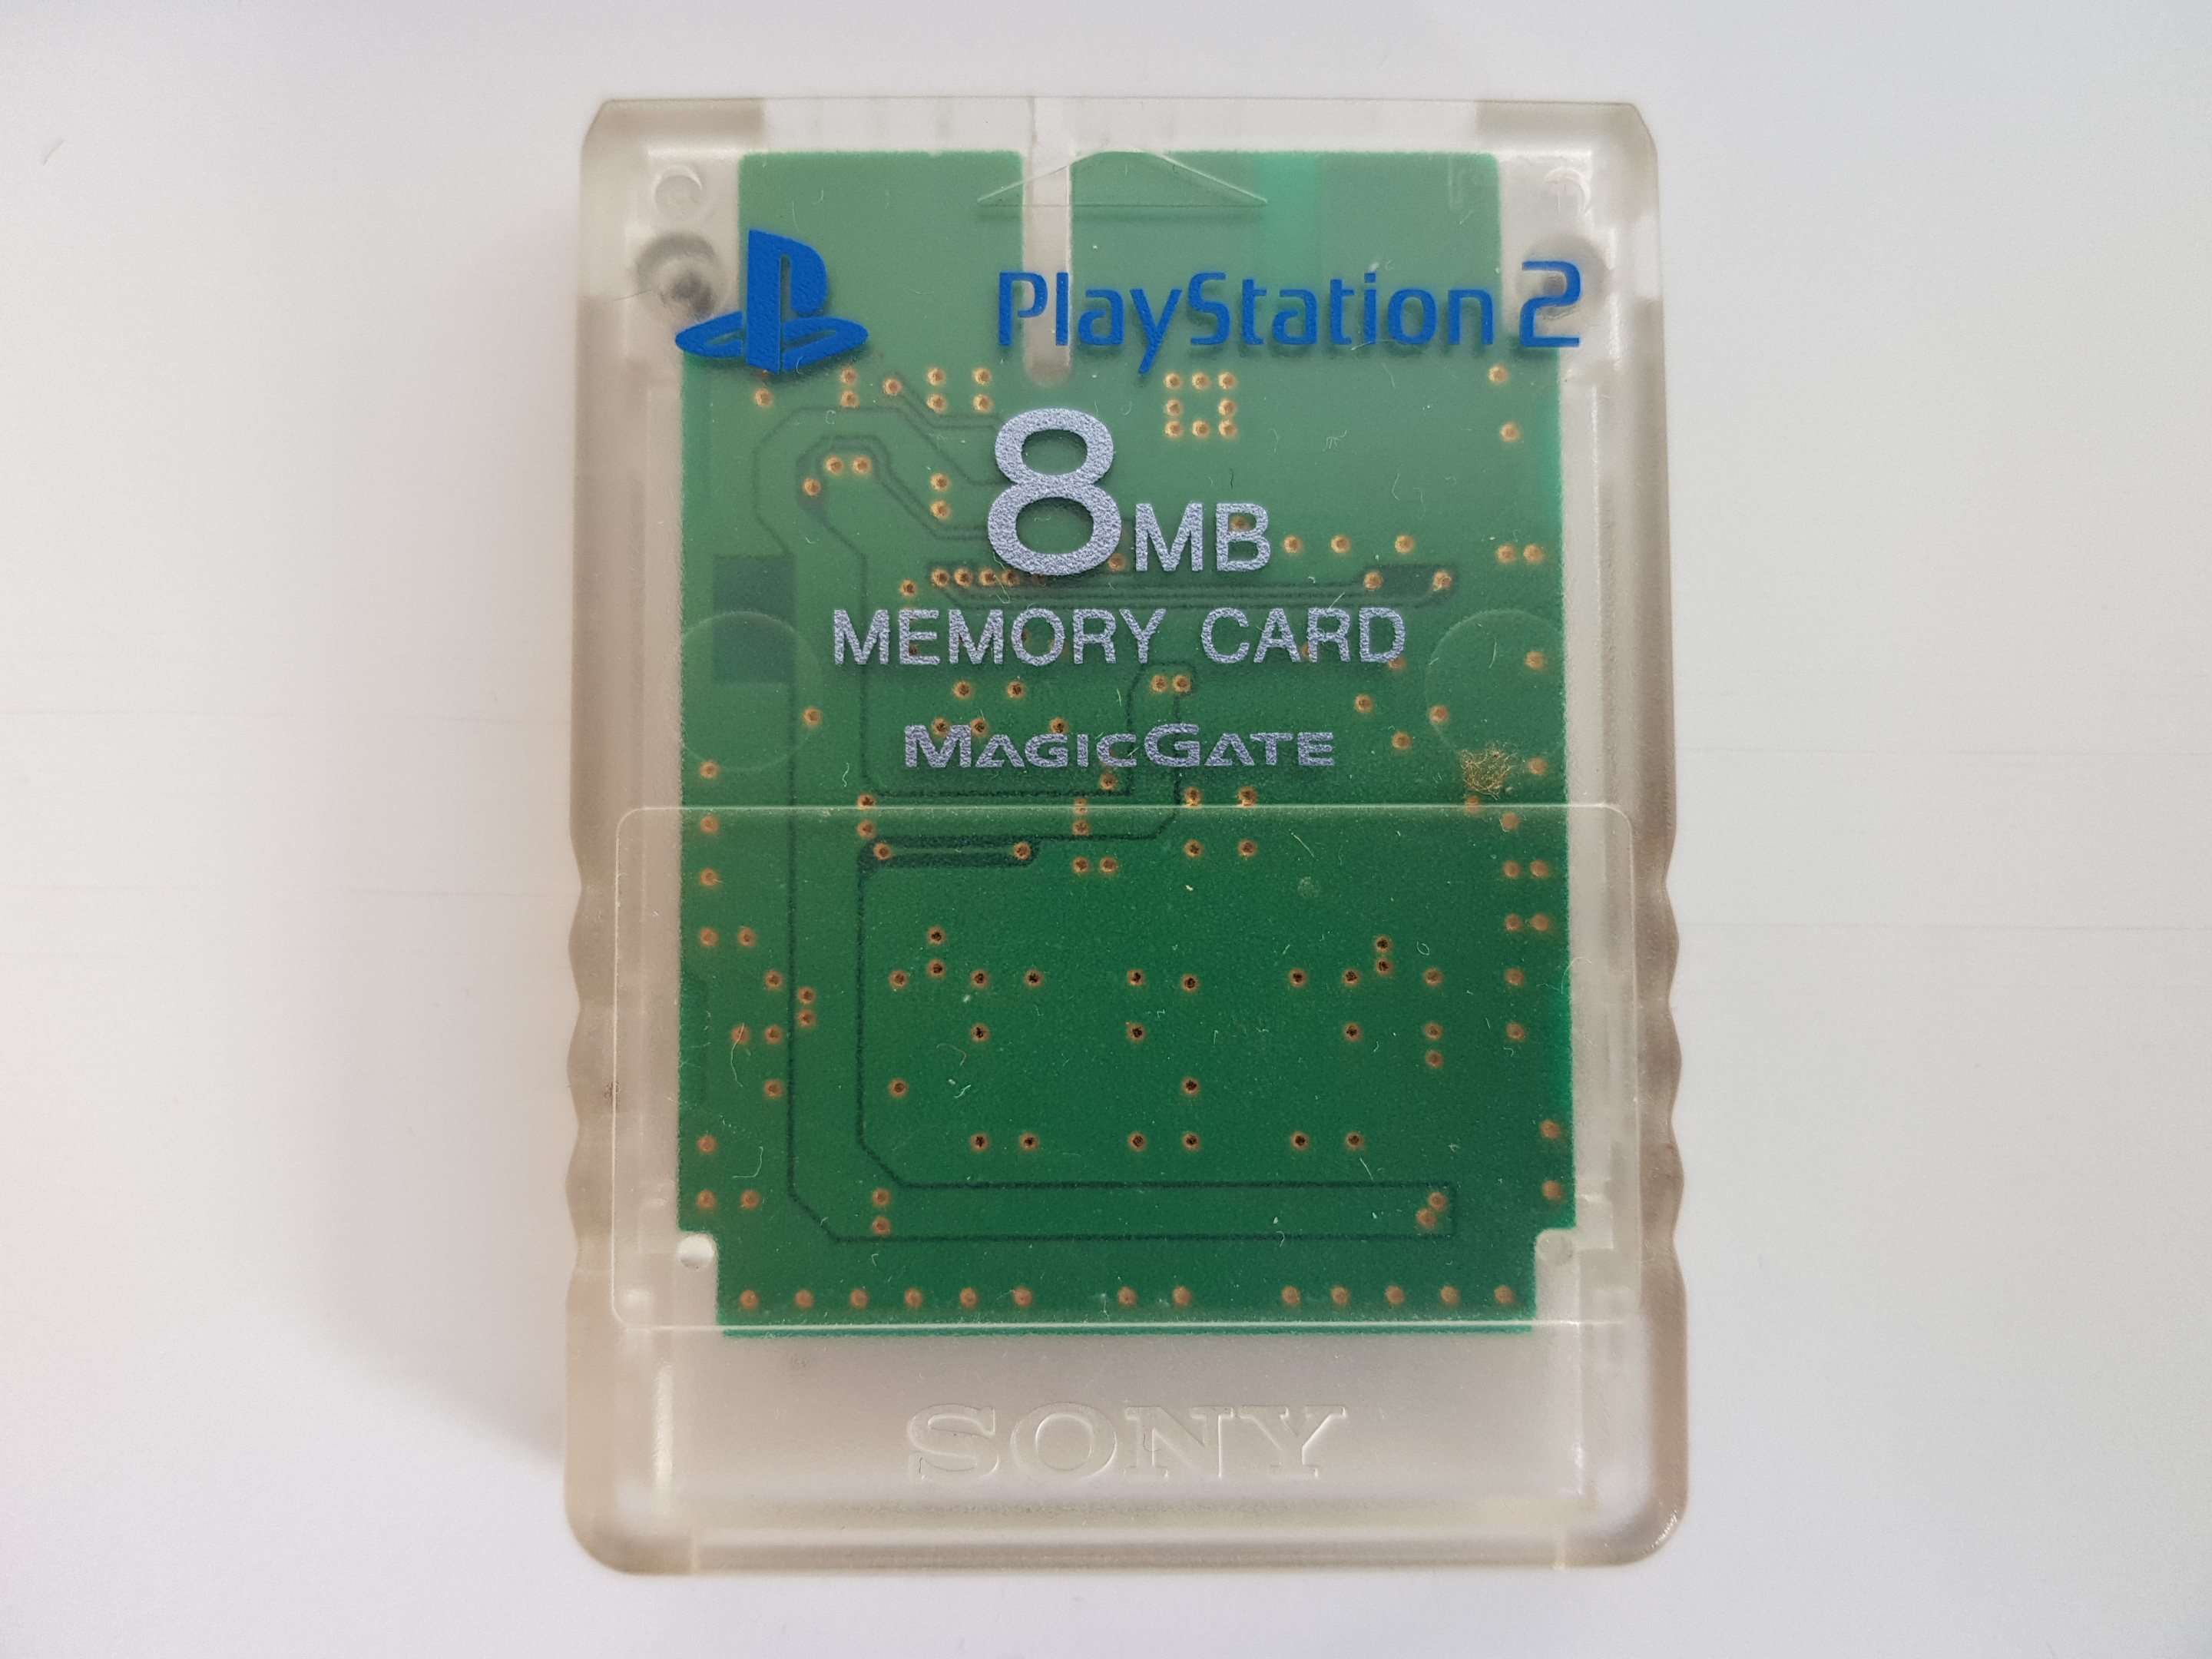 PlayStation 2
8MB
MEMORY CARD
MAGICGATE
SONY